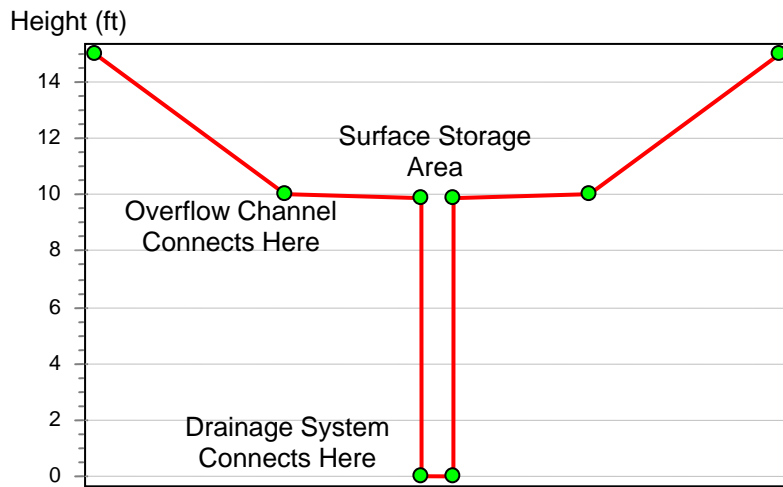 Height (ft)
14
12
Surface Storage
Area
10
Overflow Channel
Connects Here
8
6
4
2
Drainage System
Connects Here
0